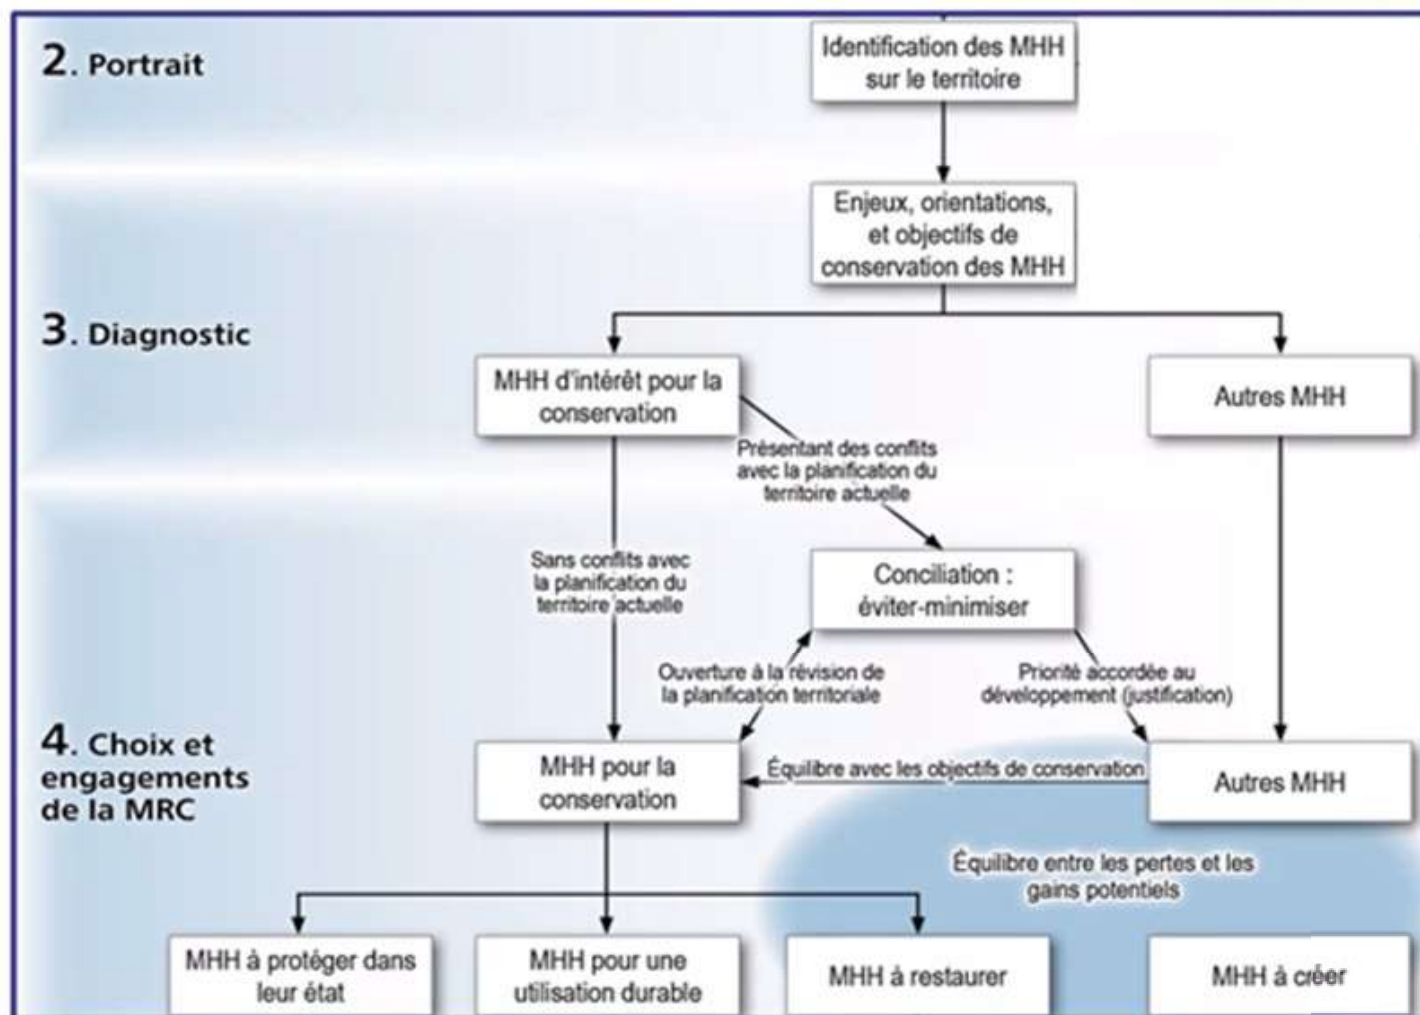 2. Portrait
Identification des MHH
sur le territoire
Enjeux, orientations,
et objectifs de
conservation des MHH
3. Diagnostic
MHH d'intérêt pour la
conservation
Autres MHH
Présentant des conflits
avec la planification du
territoire actuelle
Sans conflits avec
la planification du
territoire actuelle
Conciliation :
éviter-minimiser
Ouverture à la révision de
la planification territoriale
Priorité accordée au
développement (justification)
4. Choix et
engagements
de la MRC
MHH pour la
conservation
Équilibre avec les objectifs de conservation
Autres MHH
Équilibre entre les pertes et les
gains potentiels
MHH à protéger dans
leur état
MHH pour une
utilisation durable
MHH à restaurer
MHH à créer